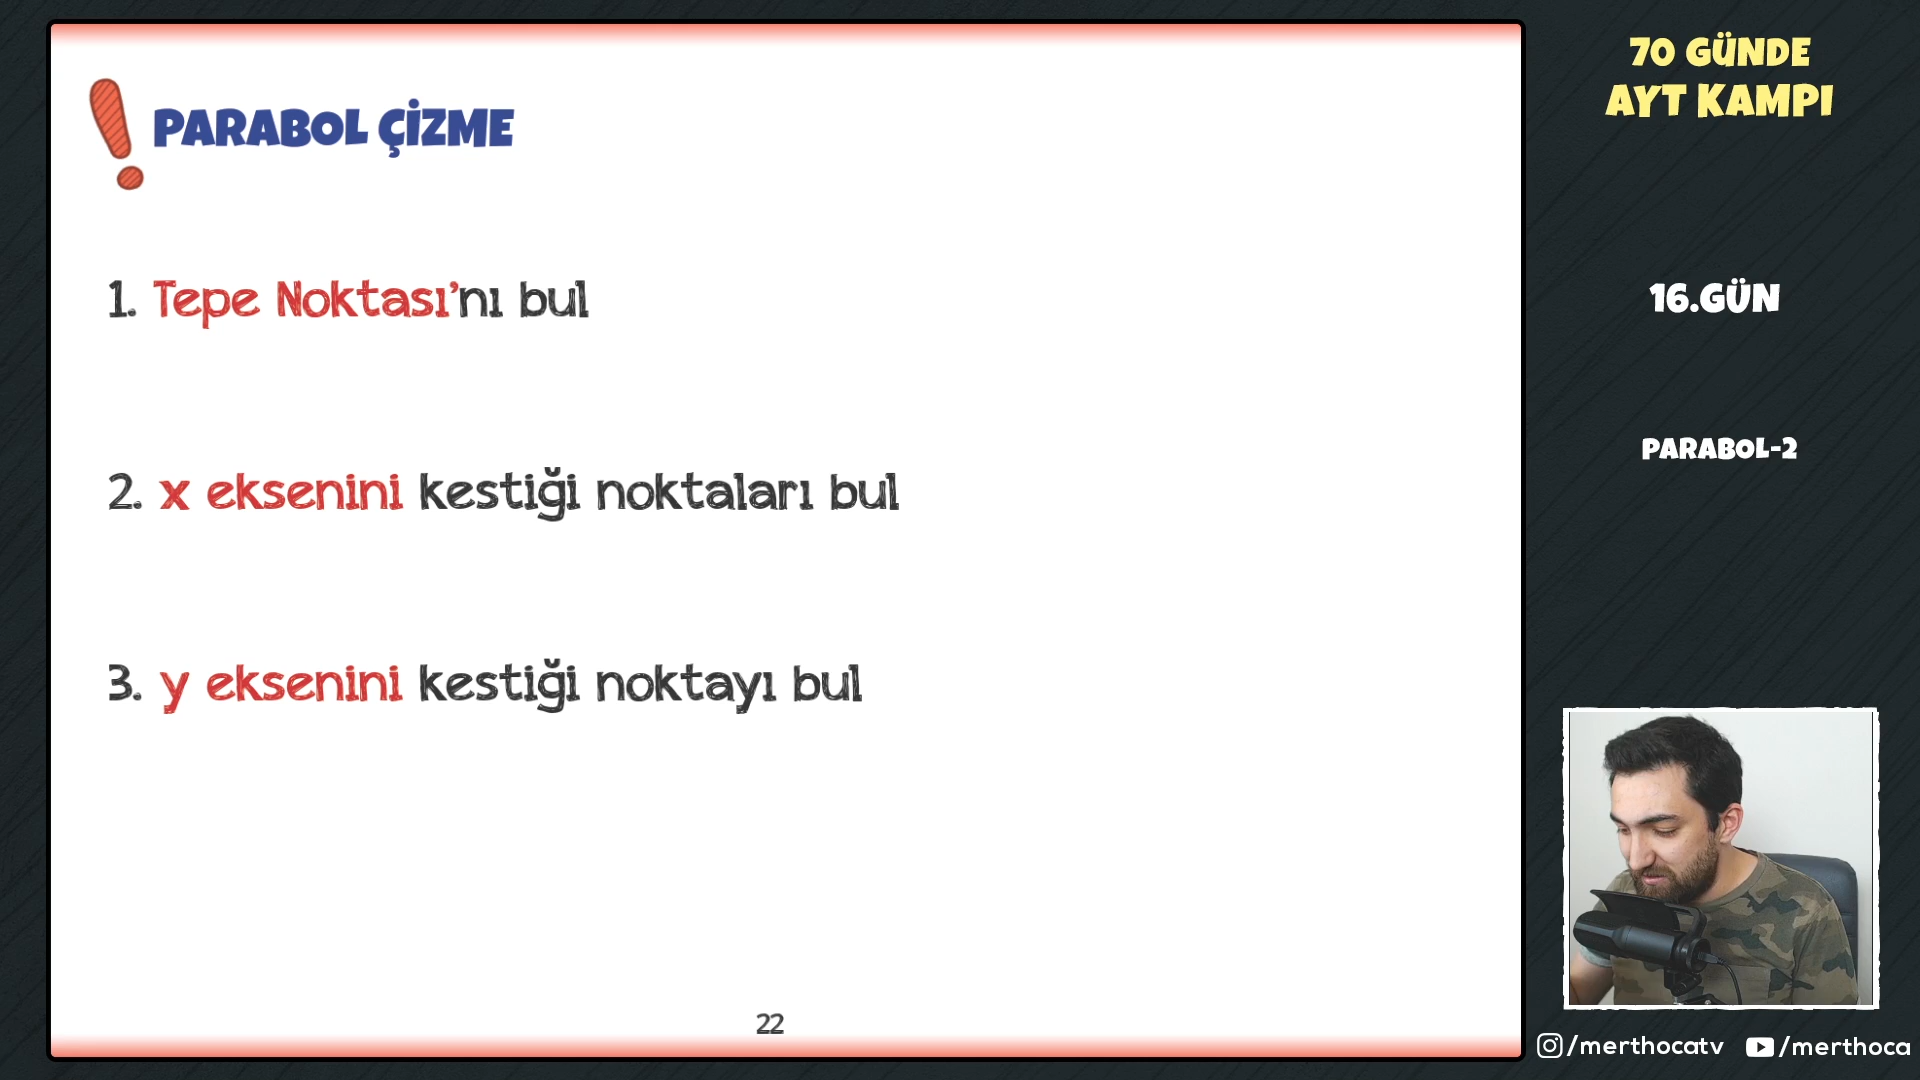 PARABOL ÇİZME
1. Tepe Noktası'nı bul
2. x eksenini kestiği noktaları bul
3. y eksenini kestiği noktayı bul
22
70 GÜNDE
AYT KAMPI
16.GÜN
PARABOL-2
/merthocatv /merthoca